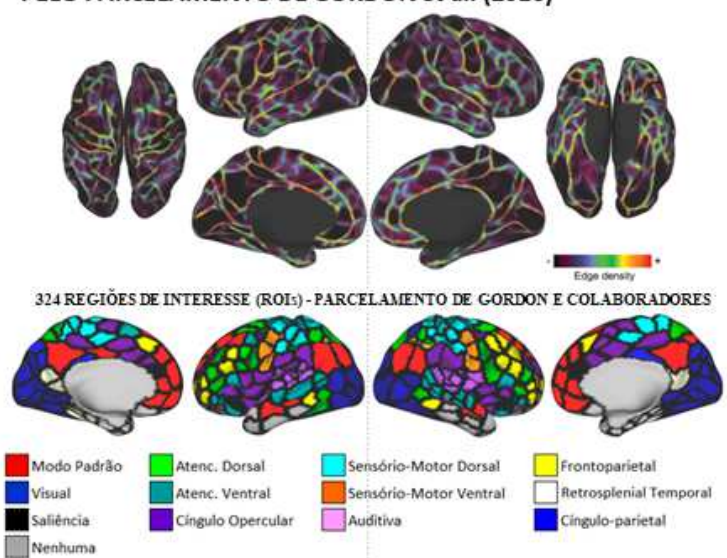 - +
Edge density
324 REGIÕES DE INTERESSE (ROIs) - PARCELAMENTO DE GORDON E COLABORADORES
Modo Padrão
Atenc. Dorsal
Sensório-Motor Dorsal
Frontoparietal
Visual
Atenc. Ventral
Sensório-Motor Ventral
Retrosplenial Temporal
Saliência
Cíngulo Opercular
Auditiva
Cíngulo-parietal
Nenhuma